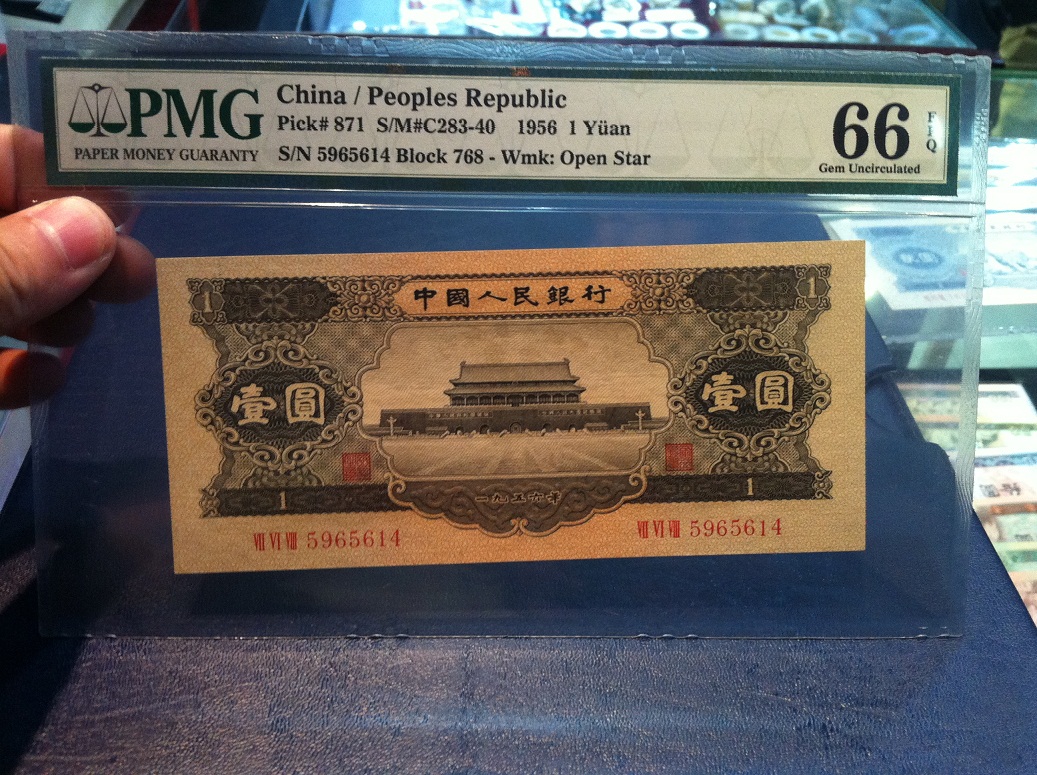 PMG
PAPER MONEY GUARANTY
China / Peoples Republic
Pick# 871 S/M#C283-40 1956 1 Yüan
S/N 5965614 Block 768 - Wmk: Open Star
66
EPQ
Gem Uncirculated
1 中國人民銀行 1
壹圓 壹圓
1 一九五六年 1
VII VI VIII 5965614 VII VI VIII 5965614